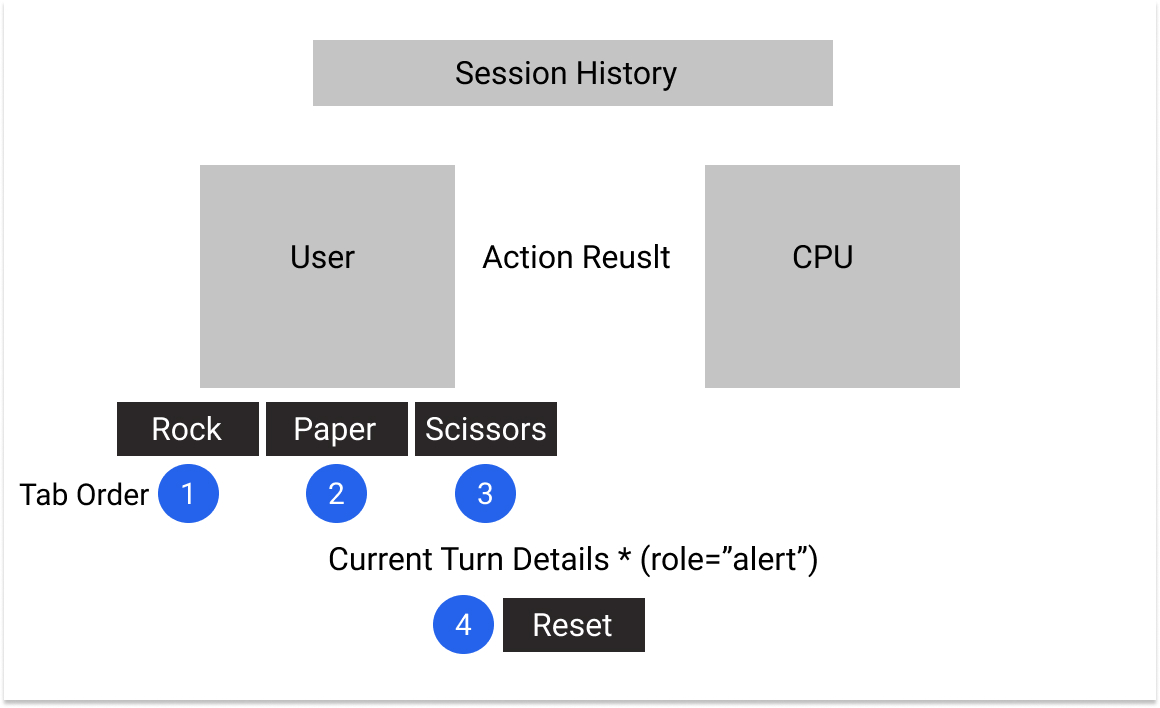 Session History
User
Action Reuslt
CPU
Rock
Paper
Scissors
Tab Order
1
2
3
Current Turn Details * (role=”alert”)
4
Reset